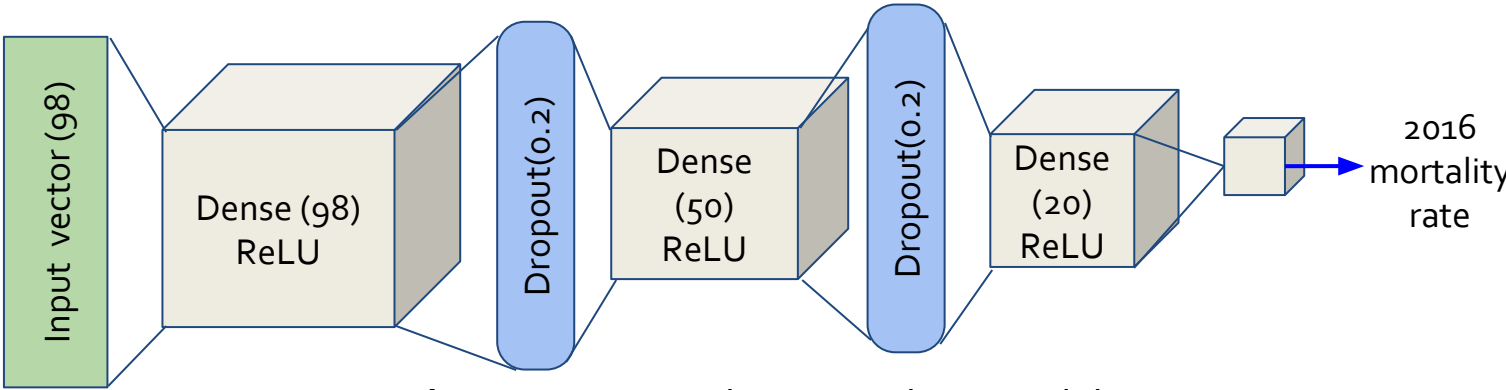 Input vector (98)
Dense (98)
ReLU
Dropout(0.2)
Dense
(50)
ReLU
Dropout(0.2)
Dense
(20)
ReLU
2016
mortality
rate